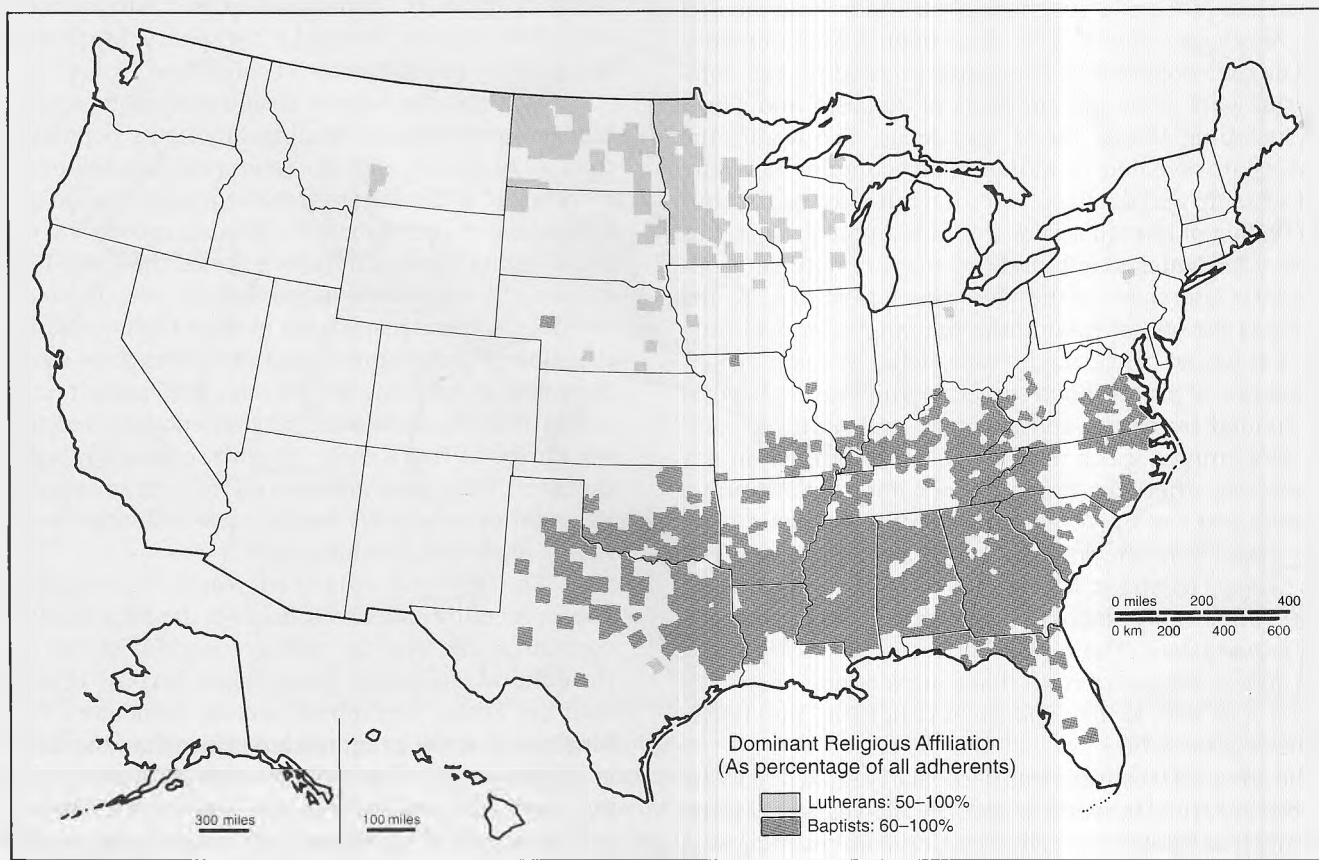 0 miles 200 400
0 km 200 400 600
Dominant Religious Affiliation
(As percentage of all adherents)
Lutherans: 50–100%
Baptists: 60–100%
300 miles
100 miles